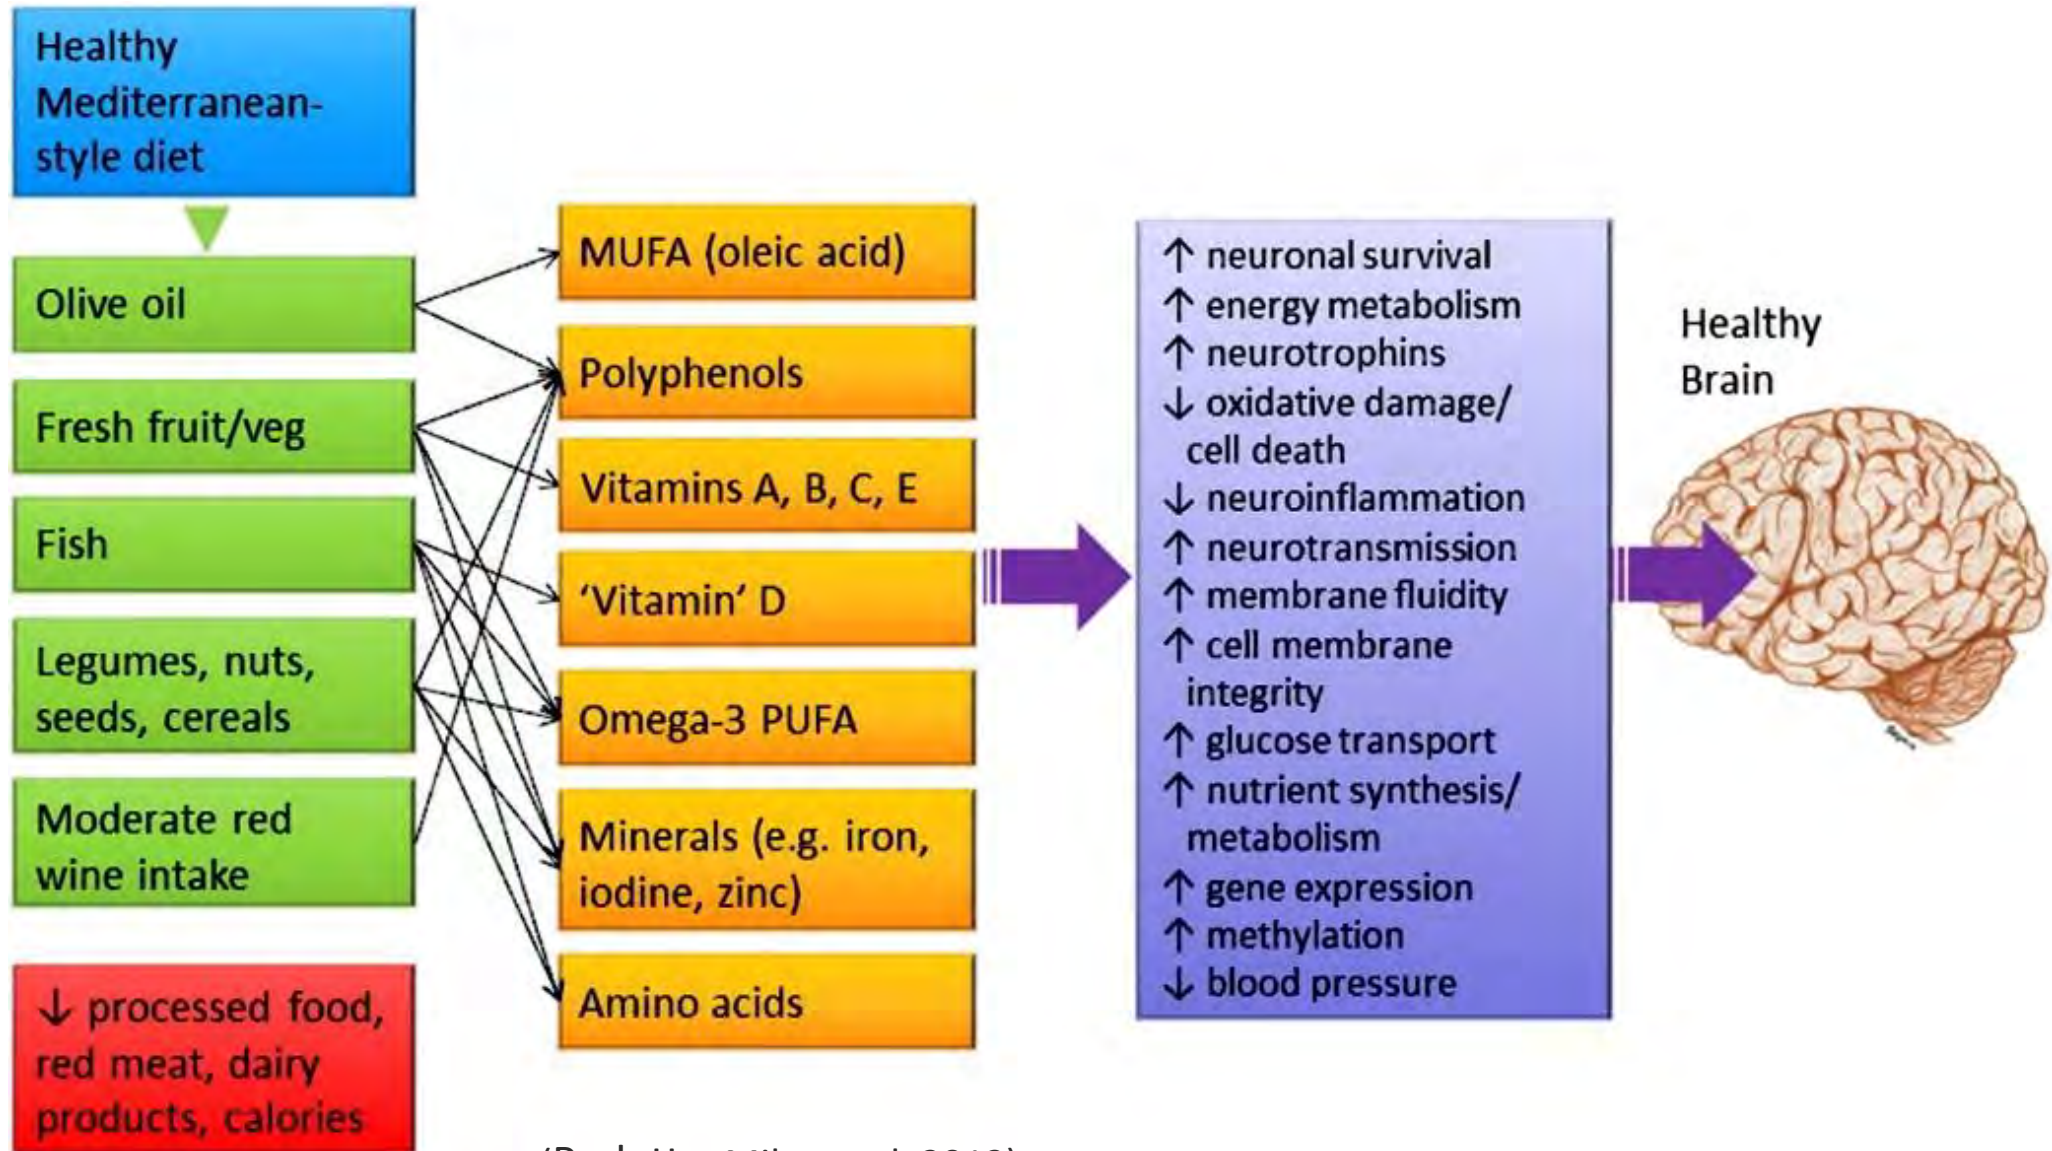 Healthy
Mediterranean-
style diet
Olive oil
Fresh fruit/veg
Fish
Legumes, nuts,
seeds, cereals
Moderate red
wine intake
↓ processed food,
red meat, dairy
products, calories
MUFA (oleic acid)
Polyphenols
Vitamins A, B, C, E
‘Vitamin’ D
Omega-3 PUFA
Minerals (e.g. iron,
iodine, zinc)
Amino acids
↑ neuronal survival
↑ energy metabolism
↑ neurotrophins
↓ oxidative damage/
cell death
↓ neuroinflammation
↑ neurotransmission
↑ membrane fluidity
↑ cell membrane
integrity
↑ glucose transport
↑ nutrient synthesis/
metabolism
↑ gene expression
↑ methylation
↓ blood pressure
Healthy
Brain